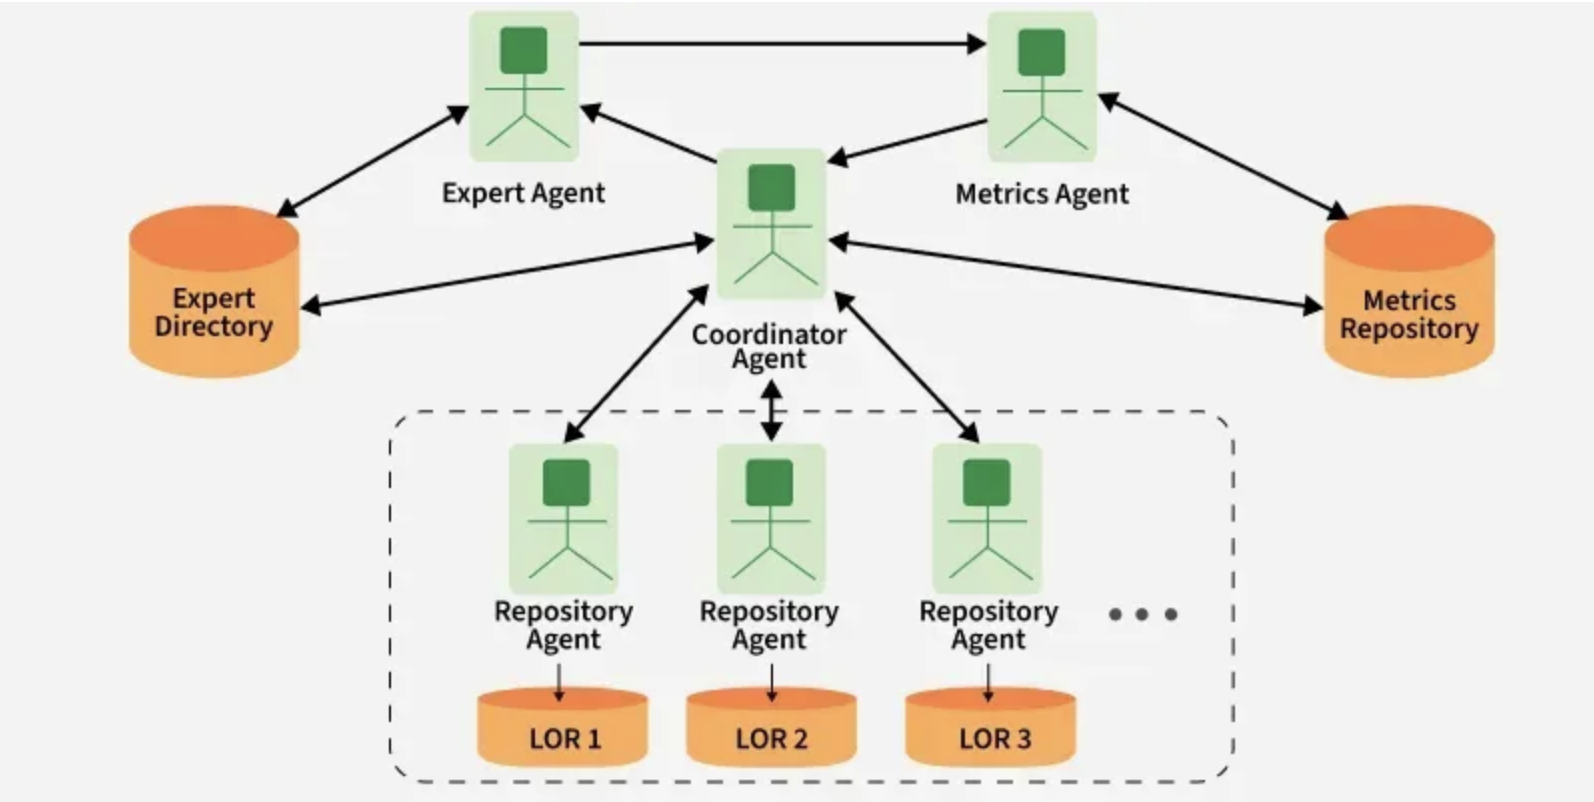 Expert Agent
Metrics Agent
Expert
Directory
Metrics
Repository
Coordinator
Agent
Repository
Agent
Repository
Agent
Repository
Agent
LOR 1
LOR 2
LOR 3